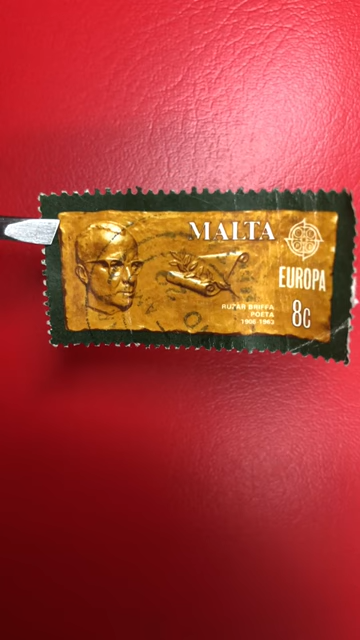 MALTA
EUROPA
RUŻAR BRIFFA
POETA
1906 1963
8c